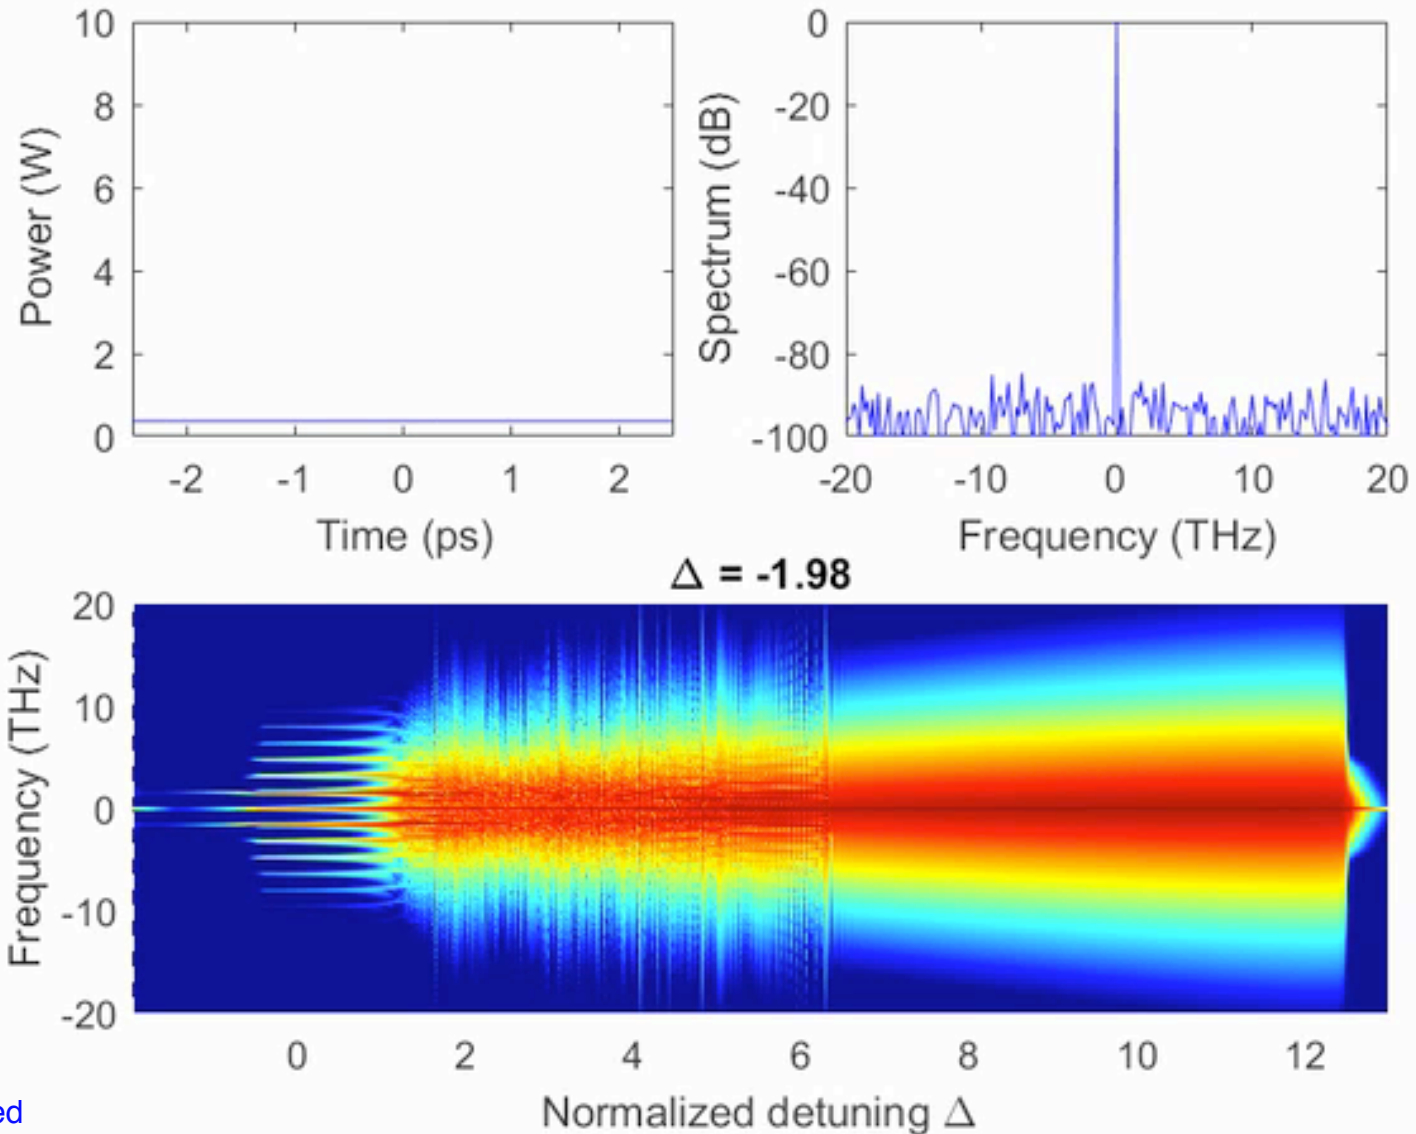 10
8
6
4
2
0
-2 -1 0 1 2
Power (W)
Time (ps)
0
-20
-40
-60
-80
-100
-20 -10 0 10 20
Spectrum (dB)
Frequency (THz)
Δ = -1.98
20
10
0
-10
-20
0 2 4 6 8 10 12
Frequency (THz)
Normalized detuning Δ
ed